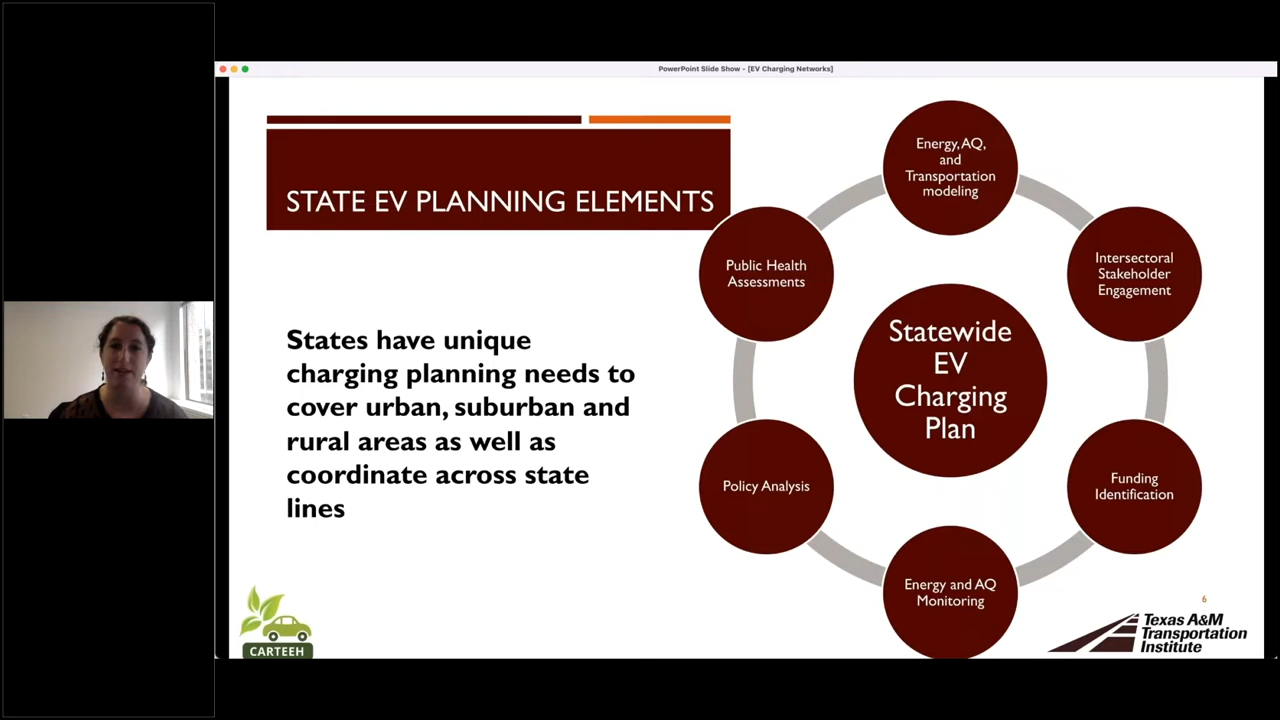 PowerPoint Slide Show - [EV Charging Networks]
STATE EV PLANNING ELEMENTS
States have unique
charging planning needs to
cover urban, suburban and
rural areas as well as
coordinate across state
lines
Energy, AQ,
and
Transportation
modeling
Intersectoral
Stakeholder
Engagement
Funding
Identification
Energy and AQ
Monitoring
Policy Analysis
Public Health
Assessments
Statewide
EV
Charging
Plan
CARTEEH
6
Texas A&M
Transportation
Institute